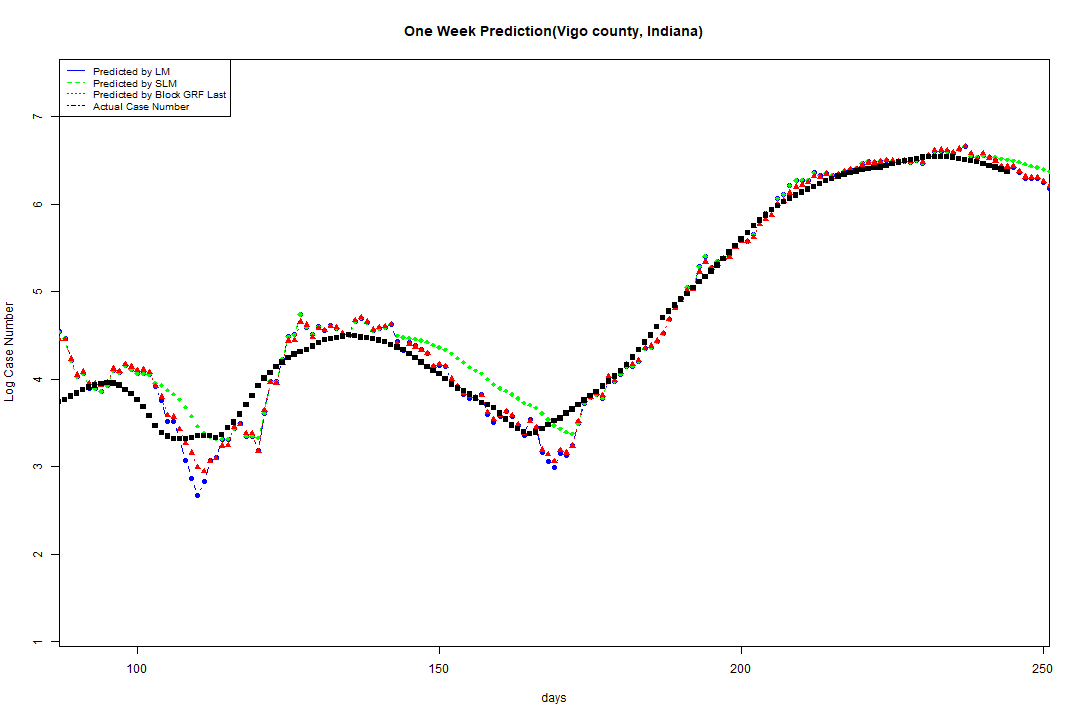 One Week Prediction(Vigo county, Indiana)
Predicted by LM
Predicted by SLM
Predicted by Block GRF Last
Actual Case Number
7
6
5
4
3
2
1
Log Case Number
100 150 200 250
days